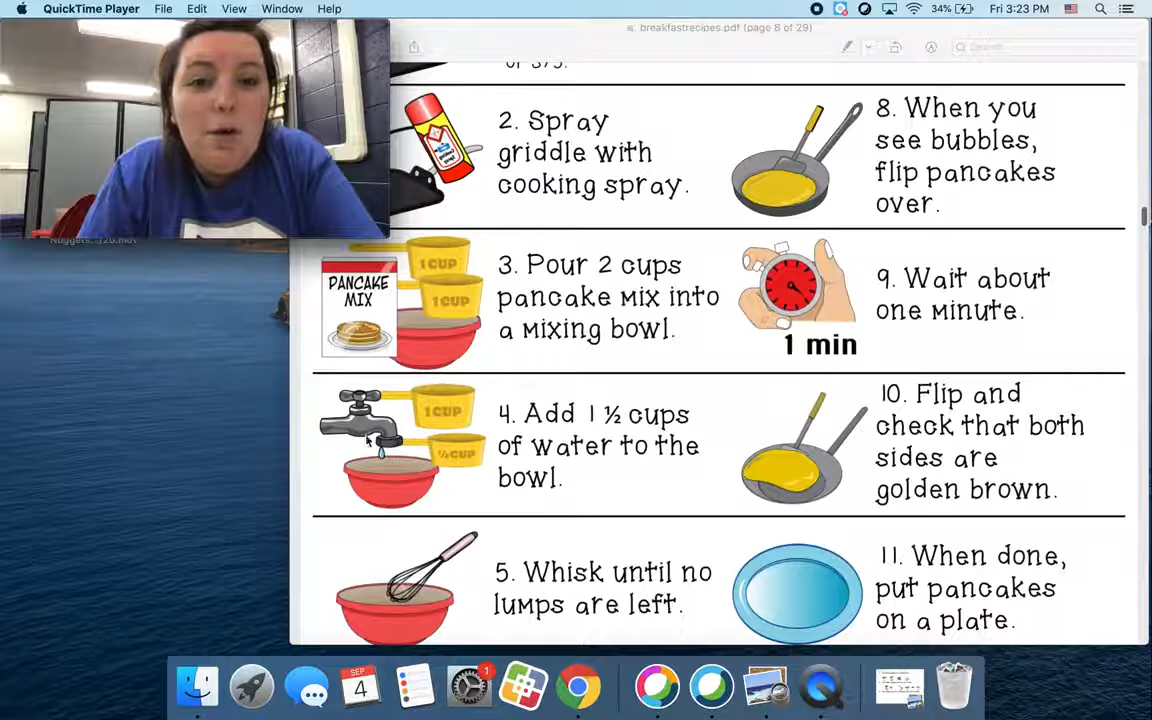 QuickTime Player File Edit View Window Help
34% Fri 3:23 PM
breakfastrecipes.pdf (page 8 of 29)
Search
or 375.
2. Spray
griddle with
cooking spray.
1 CUP
1 CUP
PANCAKE
MIX
3. Pour 2 cups
pancake mix into
a mixing bowl.
1 CUP
½ CUP
4. Add 1 ½ cups
of water to the
bowl.
5. Whisk until no
lumps are left.
8. When you
see bubbles,
flip pancakes
over.
1 min
9. Wait about
one minute.
10. Flip and
check that both
sides are
golden brown.
11. When done,
put pancakes
on a plate.
SEP
4
1